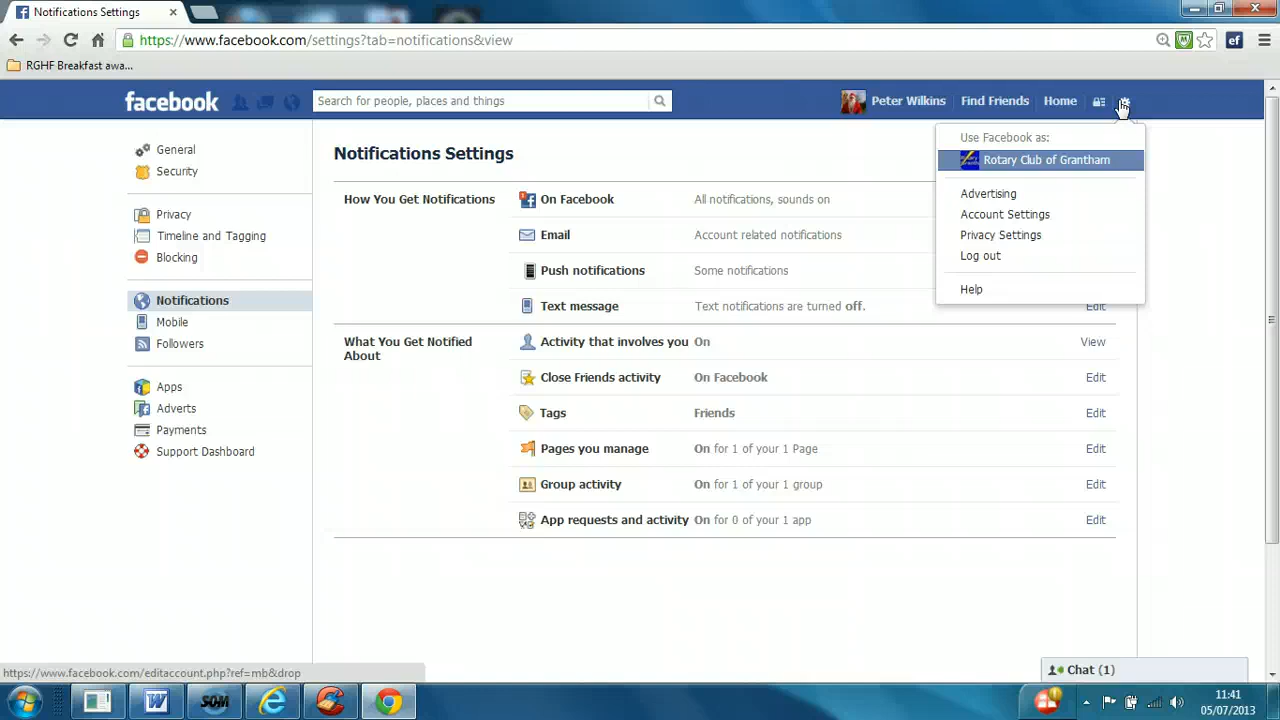 Notifications Settings
https://www.facebook.com/settings?tab=notifications&view
ef
RGHF Breakfast awa...
facebook
Search for people, places and things
Peter Wilkins
Find Friends
Home
Use Facebook as:
Rotary Club of Grantham
Advertising
Account Settings
Privacy Settings
Log out
Help
General
Security
Privacy
Timeline and Tagging
Blocking
Notifications
Mobile
Followers
Apps
Adverts
Payments
Support Dashboard
Notifications Settings
How You Get Notifications
On Facebook All notifications, sounds on
Email Account related notifications
Push notifications Some notifications
Text message Text notifications are turned off. Edit
What You Get Notified
About
Activity that involves you On View
Close Friends activity On Facebook Edit
Tags Friends Edit
Pages you manage On for 1 of your 1 Page Edit
Group activity On for 1 of your 1 group Edit
App requests and activity On for 0 of your 1 app Edit
https://www.facebook.com/editaccount.php?ref=mb&drop
Chat (1)
SOM
11:41
05/07/2013